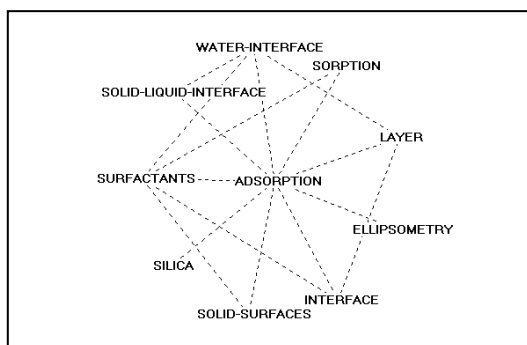 WATER-INTERFACE
SORPTION
SOLID-LIQUID-INTERFACE
LAYER
SURFACTANTS
ADSORPTION
ELLIPSOMETRY
SILICA
INTERFACE
SOLID-SURFACES